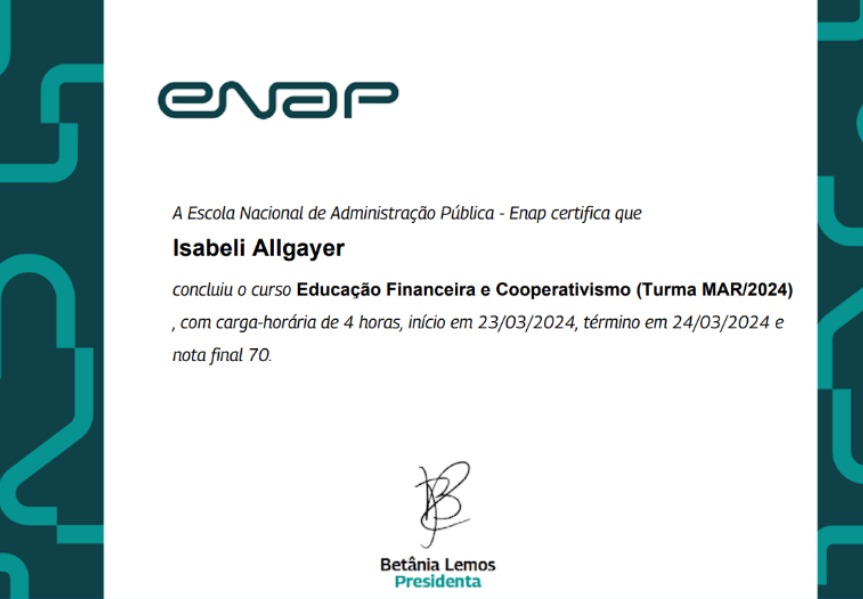 enap
A Escola Nacional de Administração Pública - Enap certifica que
Isabeli Allgayer
concluiu o curso Educação Financeira e Cooperativismo (Turma MAR/2024)
, com carga-horária de 4 horas, início em 23/03/2024, término em 24/03/2024 e
nota final 70.
Betânia Lemos
Presidenta